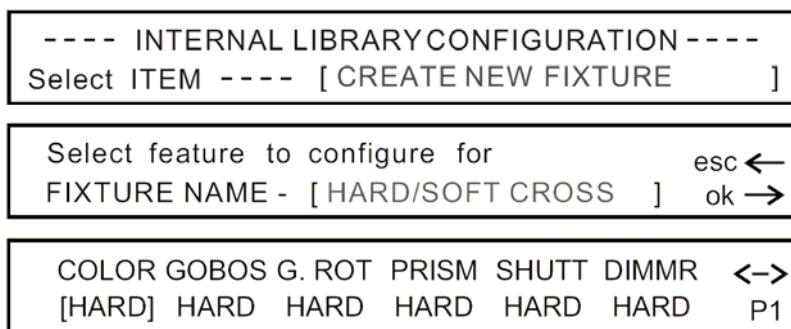 ---- INTERNAL LIBRARY CONFIGURATION ----
Select ITEM ---- [ CREATE NEW FIXTURE ]
Select feature to configure for esc ←
FIXTURE NAME - [ HARD/SOFT CROSS ] ok →
COLOR GOBOS G. ROT PRISM SHUTT DIMMR <->
[HARD] HARD HARD HARD HARD HARD P1